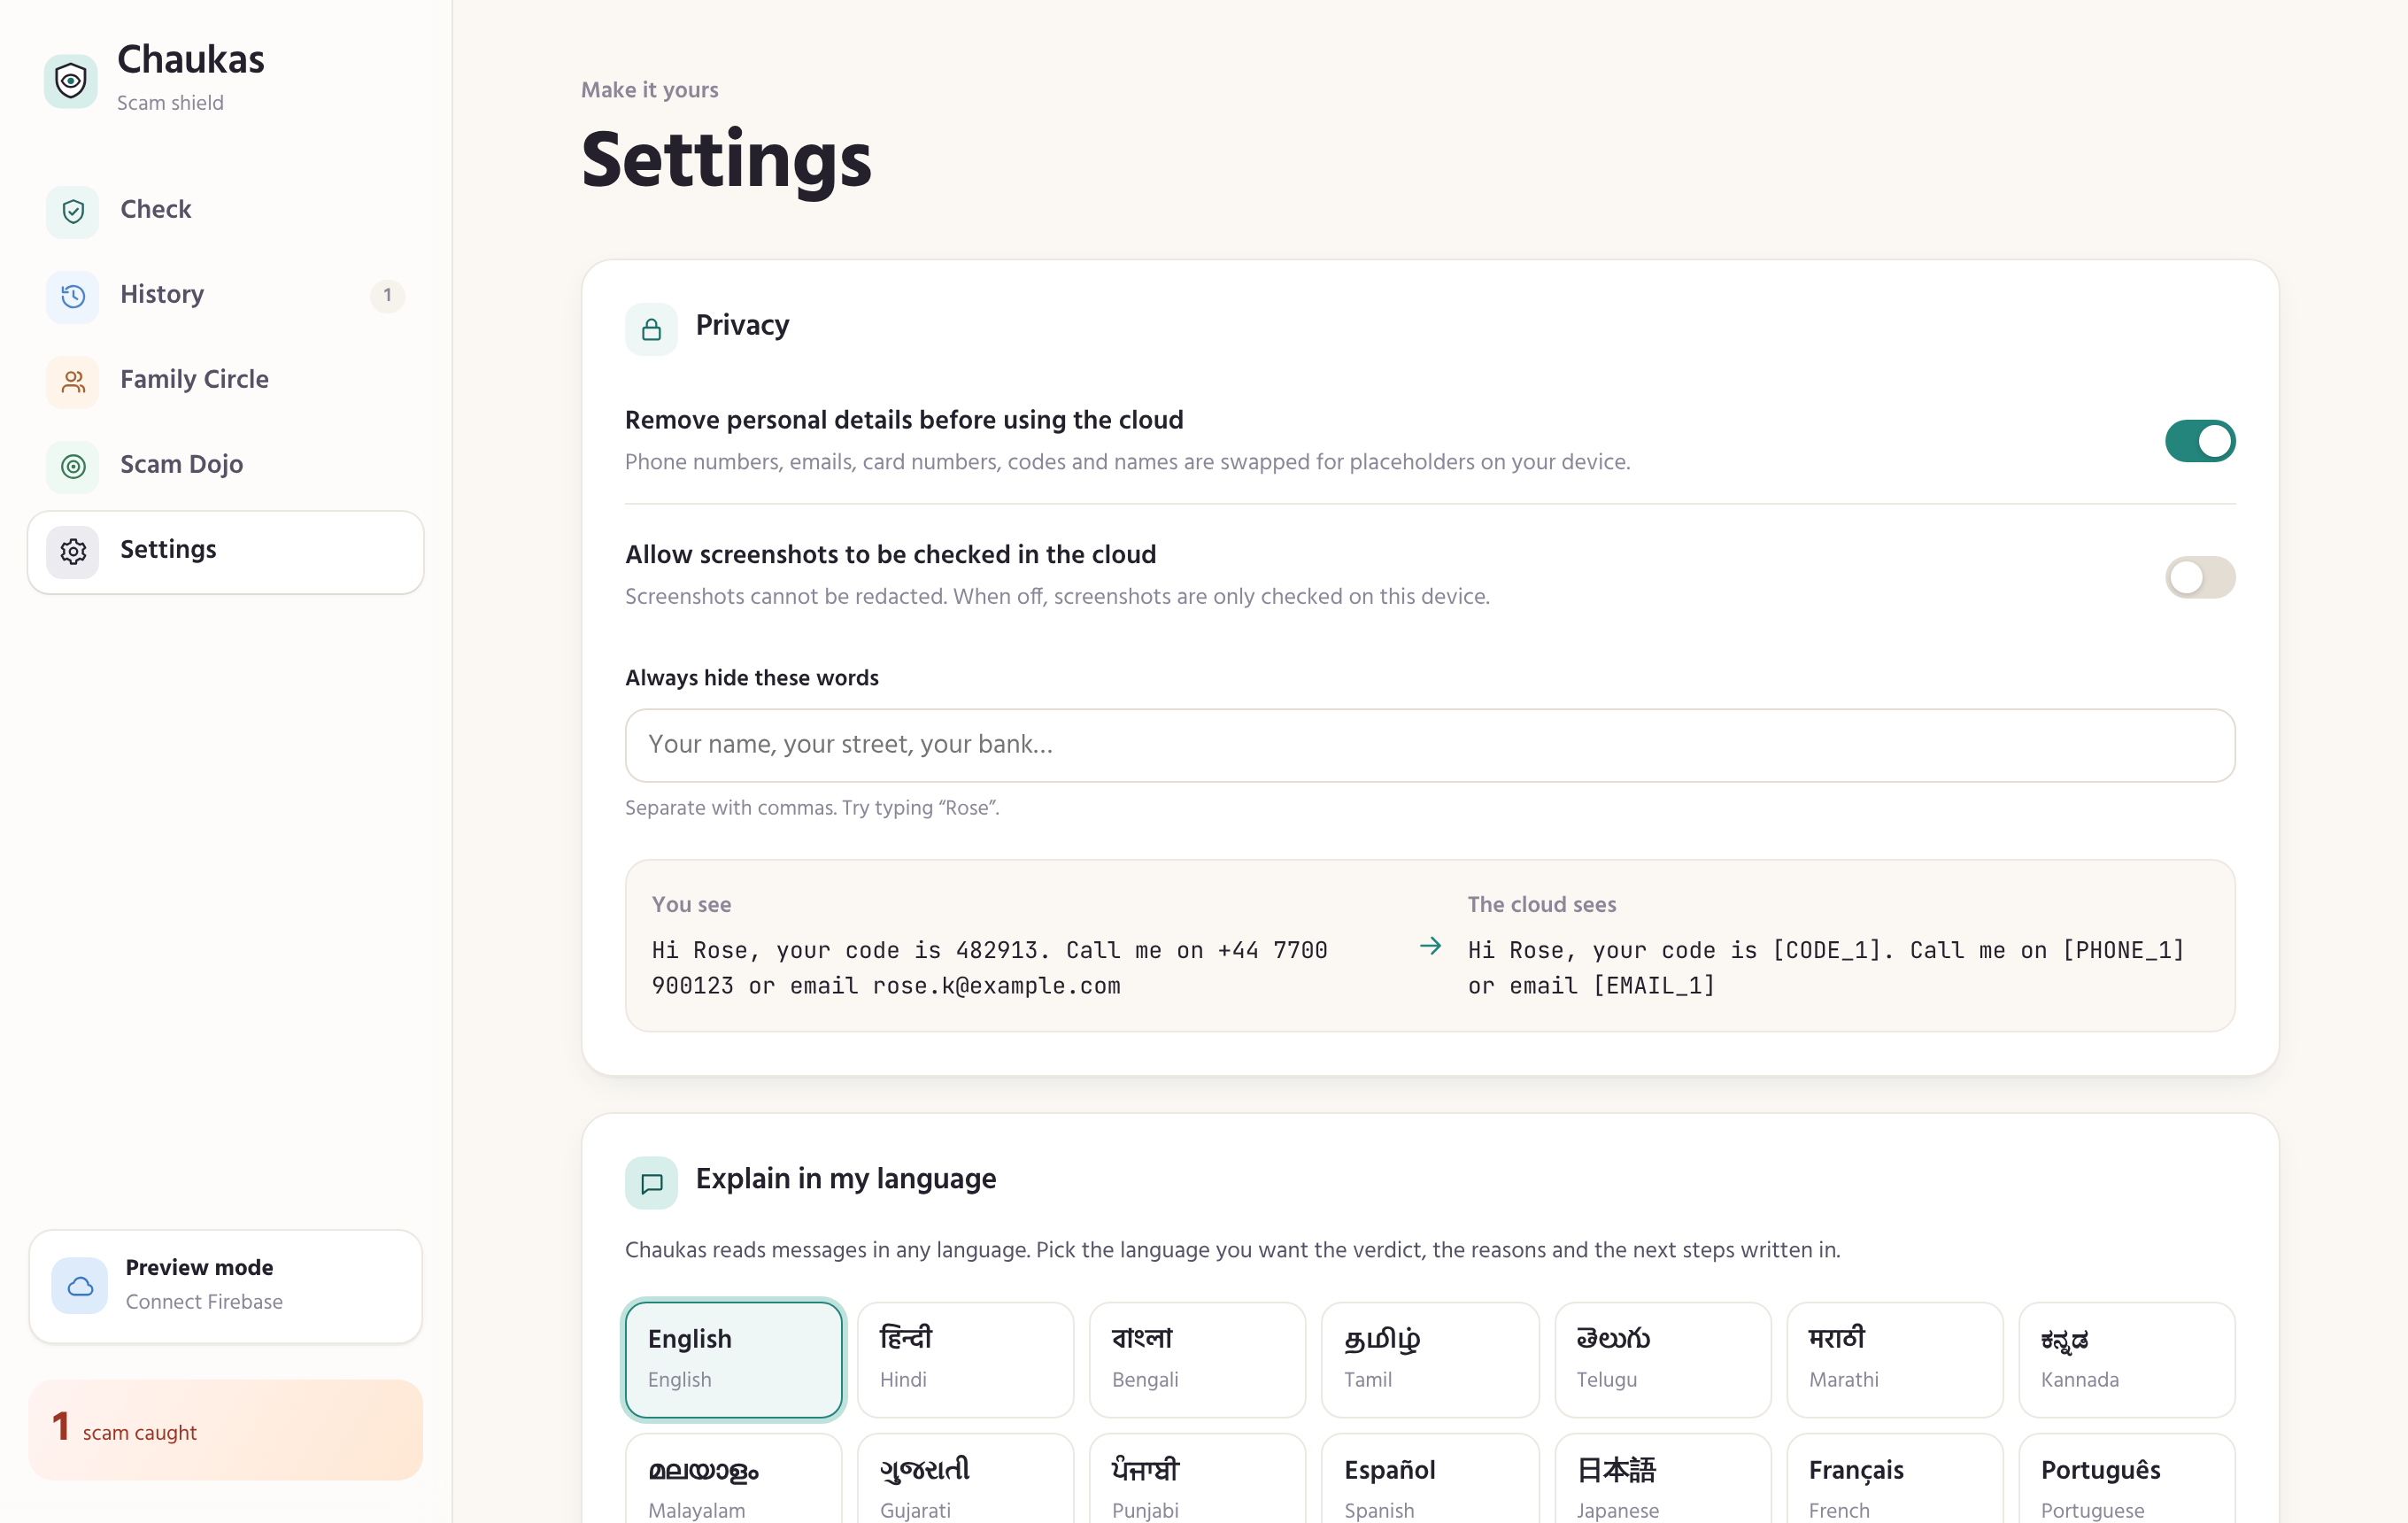 Chaukas
Scam shield
Check
History
1
Family Circle
Scam Dojo
Settings
Preview mode
Connect Firebase
1 scam caught
Make it yours
Settings
Privacy
Remove personal details before using the cloud
Phone numbers, emails, card numbers, codes and names are swapped for placeholders on your device.
Allow screenshots to be checked in the cloud
Screenshots cannot be redacted. When off, screenshots are only checked on this device.
Always hide these words
Your name, your street, your bank...
Separate with commas. Try typing “Rose”.
You see
Hi Rose, your code is 482913. Call me on +44 7700
900123 or email rose.k@example.com
The cloud sees
Hi Rose, your code is [CODE_1]. Call me on [PHONE_1]
or email [EMAIL_1]
Explain in my language
Chaukas reads messages in any language. Pick the language you want the verdict, the reasons and the next steps written in.
English
English
हिन्दी
Hindi
বাংলা
Bengali
தமிழ்
Tamil
తెలుగు
Telugu
मराठी
Marathi
ಕನ್ನಡ
Kannada
മലയാളം
Malayalam
ગુજરાતી
Gujarati
ਪੰਜਾਬੀ
Punjabi
Español
Spanish
日本語
Japanese
Français
French
Português
Portuguese